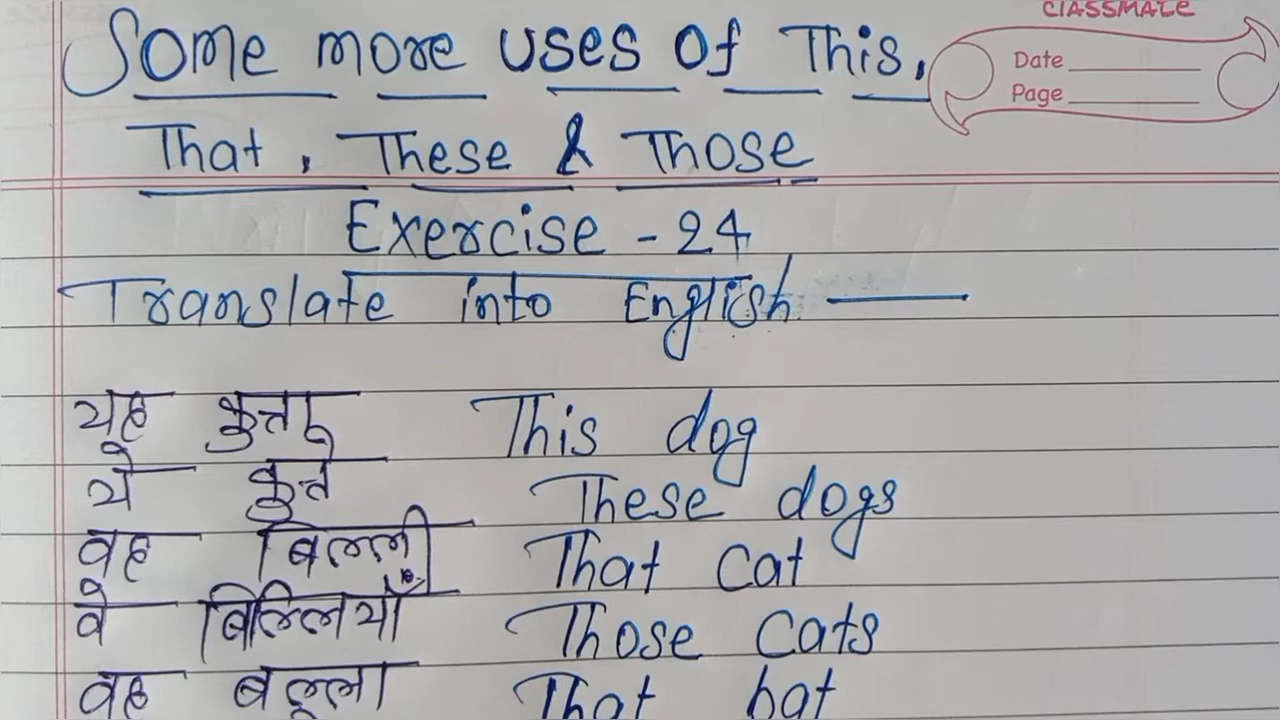 CLASSMATE
Some more uses of This,
Date
Page
That, These & Those
Exercise - 24
Translate into English
यह कुत्ता This dog
ये कुत्ते These dogs
वह बिल्ली That cat
वे बिल्लियाँ Those cats
वह बल्ला That bat